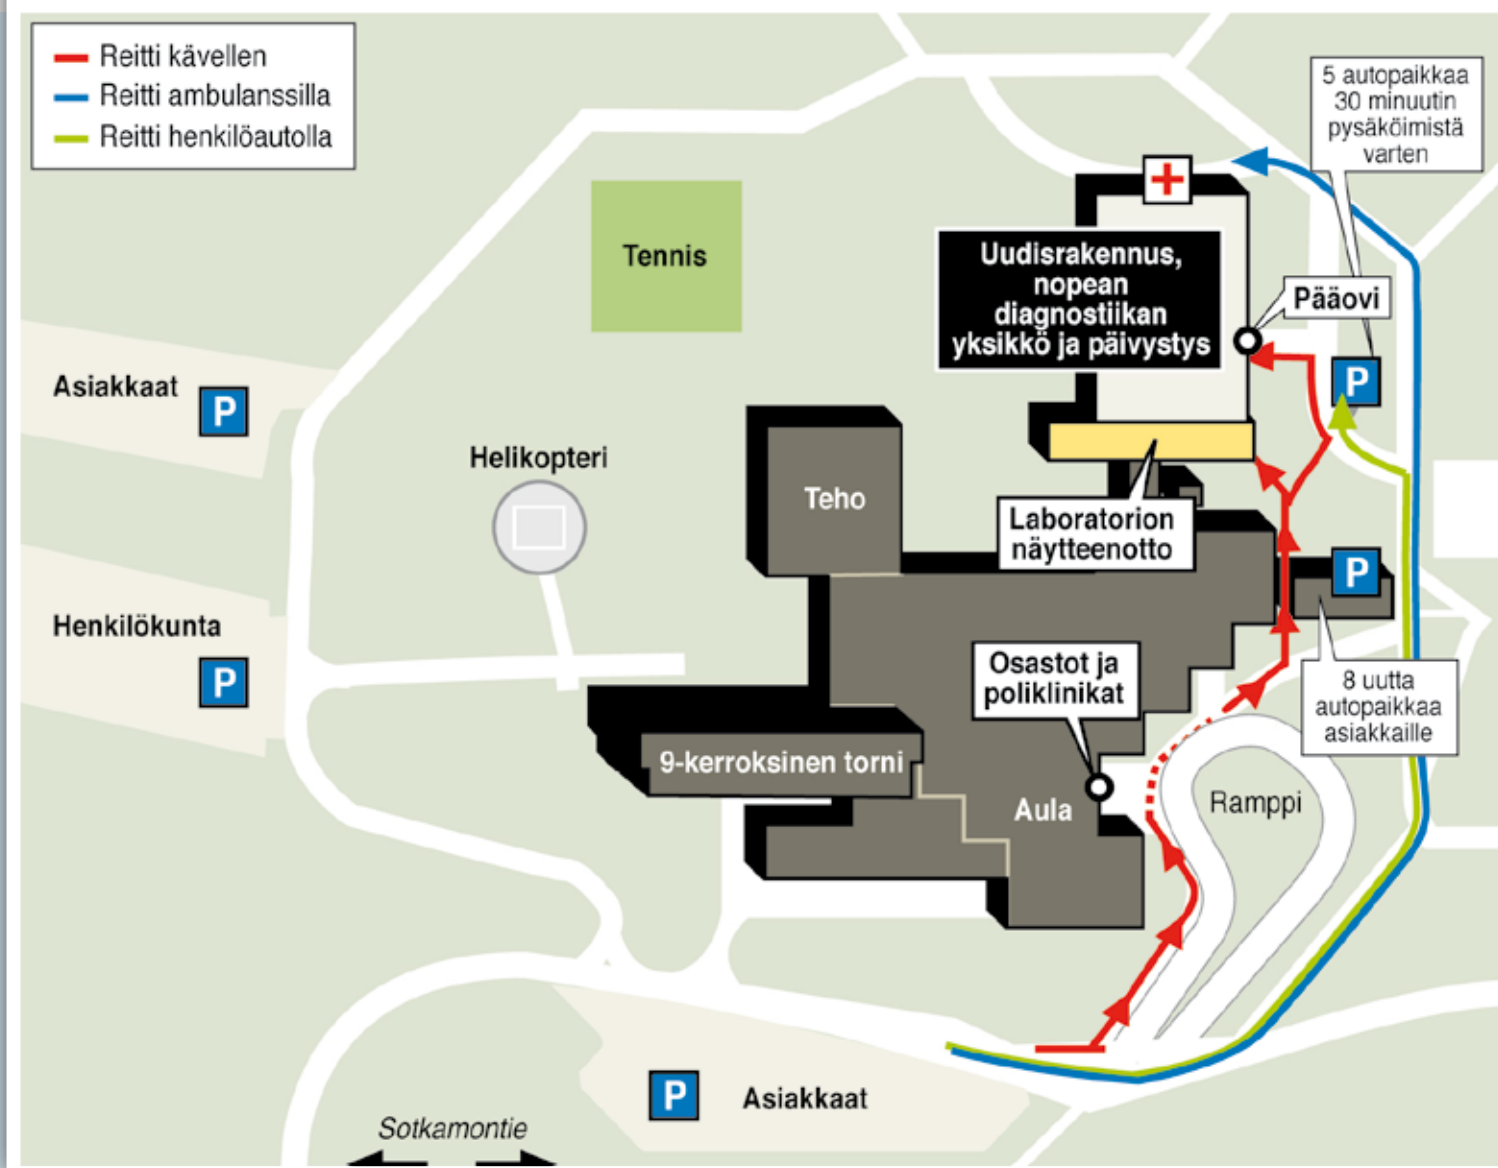 Reitti kävellen
Reitti ambulanssilla
Reitti henkilöautolla
5 autopaikkaa
30 minuutin
pysäköimistä
varten
Tennis
Uudisrakennus,
nopean
diagnostiikan
yksikkö ja päivystys
Pääovi
P
Asiakkaat
P
Helikopteri
Teho
Laboratorion
näytteenotto
P
Henkilökunta
P
Osastot ja
poliklinikat
8 uutta
autopaikkaa
asiakkaille
9-kerroksinen torni
Aula
Ramppi
P
Asiakkaat
Sotkamontie